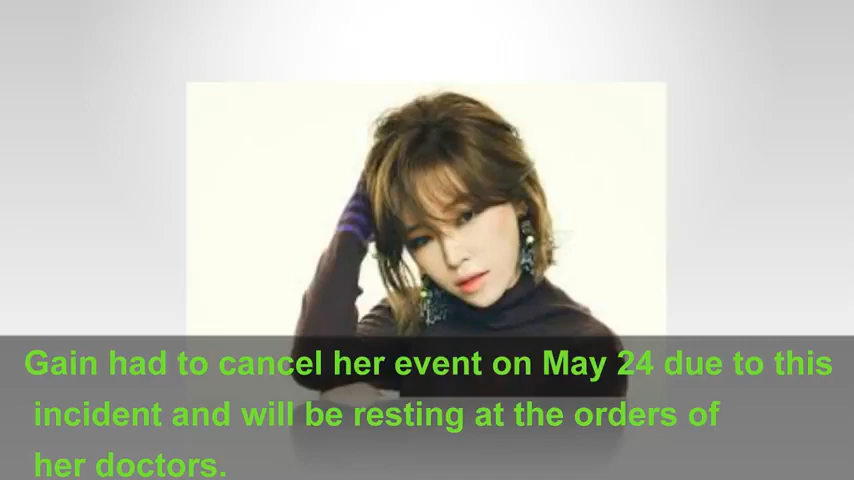 Gain had to cancel her event on May 24 due to this
incident and will be resting at the orders of
her doctors.